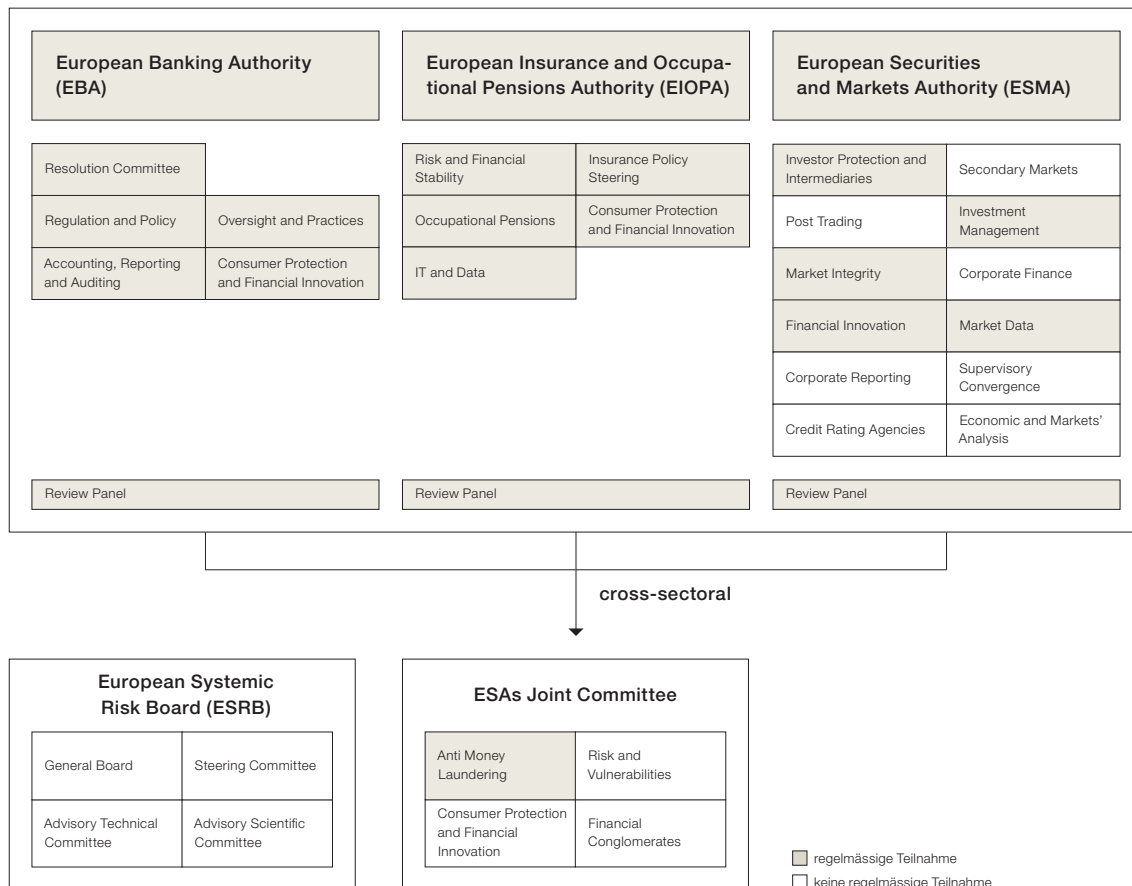 European Banking Authority
(EBA)
European Insurance and Occupa-
tional Pensions Authority (EIOPA)
European Securities
and Markets Authority (ESMA)
Resolution Committee
Regulation and Policy
Oversight and Practices
Accounting, Reporting
and Auditing
Consumer Protection
and Financial Innovation
Review Panel
Risk and Financial
Stability
Insurance Policy
Steering
Occupational Pensions
Consumer Protection
and Financial Innovation
IT and Data
Review Panel
Investor Protection and
Intermediaries
Secondary Markets
Post Trading
Investment
Management
Market Integrity
Corporate Finance
Financial Innovation
Market Data
Corporate Reporting
Supervisory
Convergence
Credit Rating Agencies
Economic and Markets'
Analysis
Review Panel
cross-sectoral
European Systemic
Risk Board (ESRB)
General Board
Steering Committee
Advisory Technical
Committee
Advisory Scientific
Committee
ESAs Joint Committee
Anti Money
Laundering
Risk and
Vulnerabilities
Consumer Protection
and Financial
Innovation
Financial
Conglomerates
regelmässige Teilnahme
keine regelmässige Teilnahme